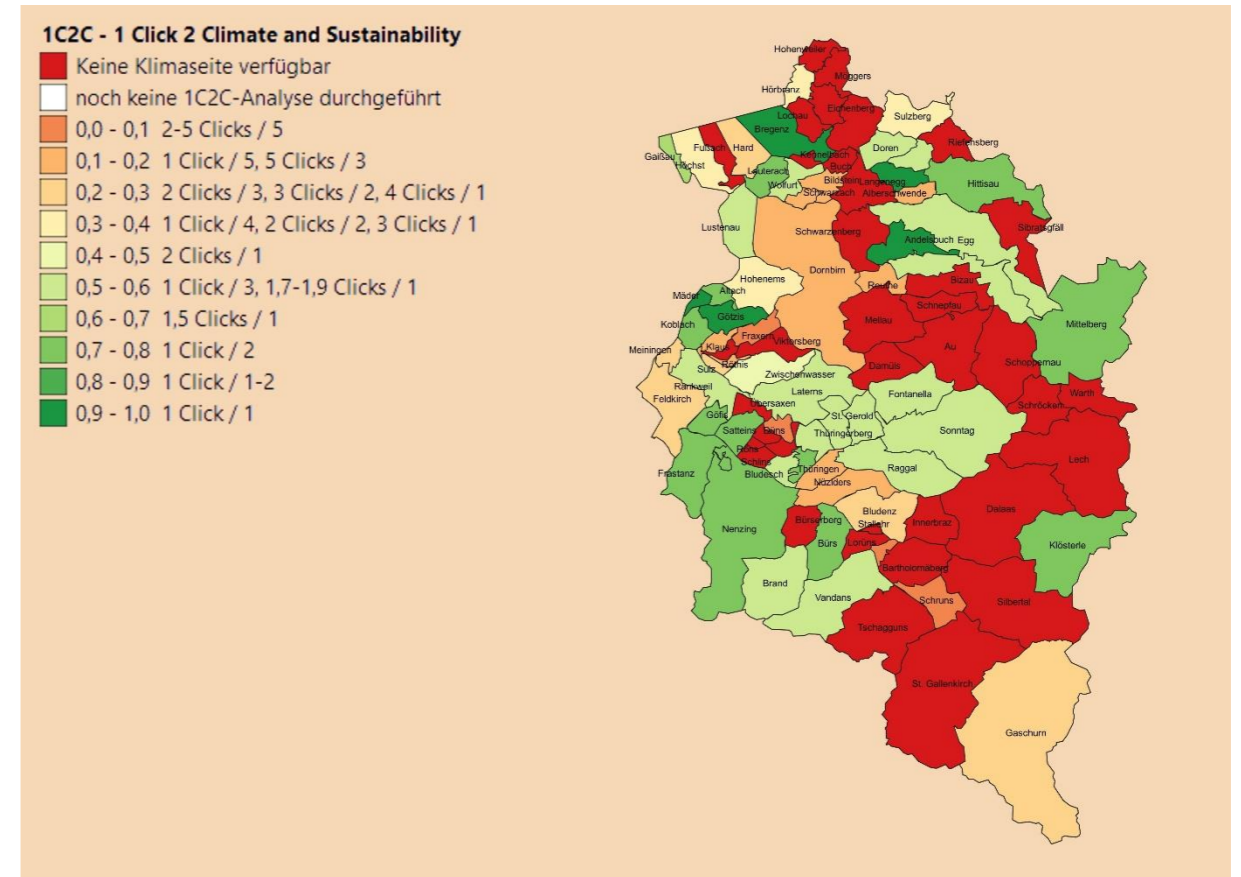 1C2C - 1 Click 2 Climate and Sustainability
Keine Klimaseite verfügbar
noch keine 1C2C-Analyse durchgeführt
0,0 - 0,1 2-5 Clicks / 5
0,1 - 0,2 1 Click / 5, 5 Clicks / 3
0,2 - 0,3 2 Clicks / 3, 3 Clicks / 2, 4 Clicks / 1
0,3 - 0,4 1 Click / 4, 2 Clicks / 2, 3 Clicks / 1
0,4 - 0,5 2 Clicks / 1
0,5 - 0,6 1 Click / 3, 1,7-1,9 Clicks / 1
0,6 - 0,7 1,5 Clicks / 1
0,7 - 0,8 1 Click / 2
0,8 - 0,9 1 Click / 1-2
0,9 - 1,0 1 Click / 1
Hohenweiler
Möggers
Hörbranz
Eichenberg
Lochau
Sulzberg
Bregenz
Riefensberg
Fußach
Hard
Kennelbach
Doren
Gaißau
Höchst
Lauterach
Buch
Wolfurt
Bildstein
Langenegg
Hittisau
Schwarzach
Alberschwende
Lustenau
Schwarzenberg
Sibratsgfäll
Andelsbuch
Egg
Dornbirn
Hohenems
Reuthe
Bizau
Mäder
Altach
Schnepfau
Götzis
Mellau
Koblach
Mittelberg
Fraxern
Viktorsberg
Klaus
Au
Meiningen
Röthis
Schoppernau
Sulz
Zwischenwasser
Damüls
Rankweil
Laterns
Fontanella
Warth
Feldkirch
Übersaxen
Schröcken
Göfis
St. Gerold
Satteins
Düns
Thüringerberg
Sonntag
Röns
Lech
Schlins
Raggal
Frastanz
Bludesch
Thüringen
Nüziders
Dalaas
Bludenz
Nenzing
Bürserberg
Stallehr
Innerbraz
Bürs
Lorüns
Klösterle
Bartholomäberg
Brand
Vandans
Schruns
Silbertal
Tschagguns
St. Gallenkirch
Gaschurn